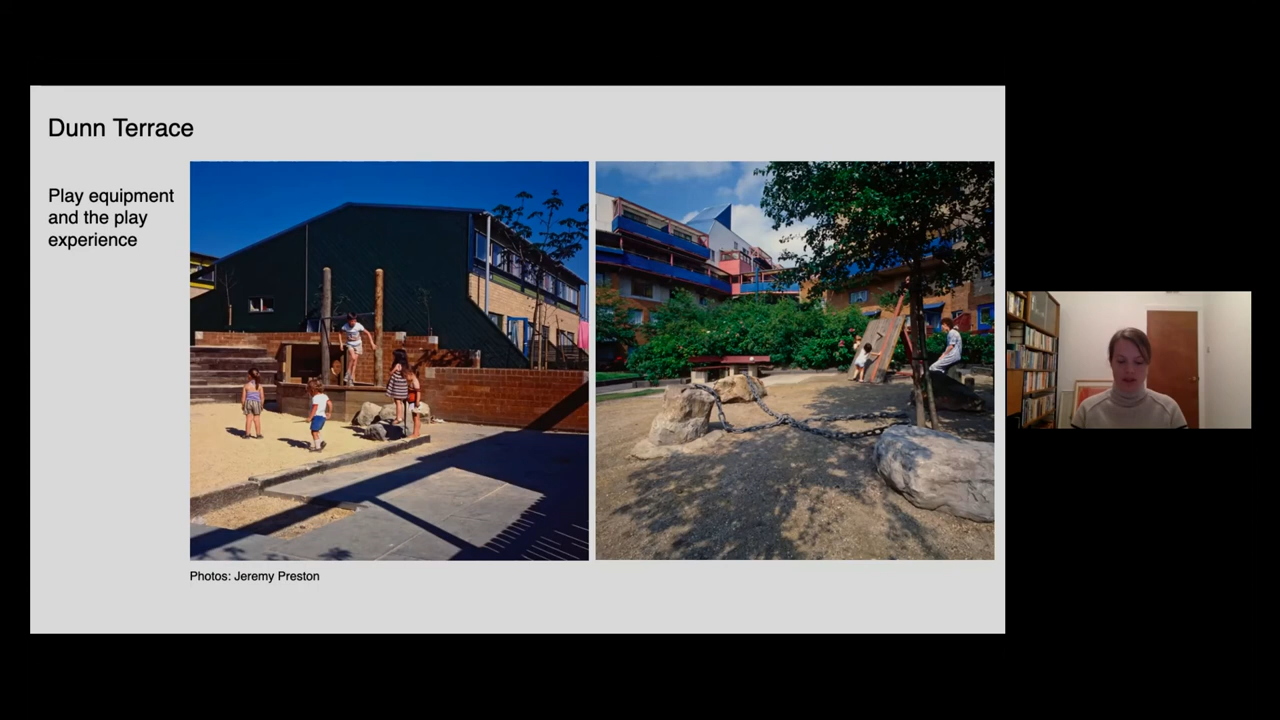 Dunn Terrace
Play equipment
and the play
experience
Photos: Jeremy Preston